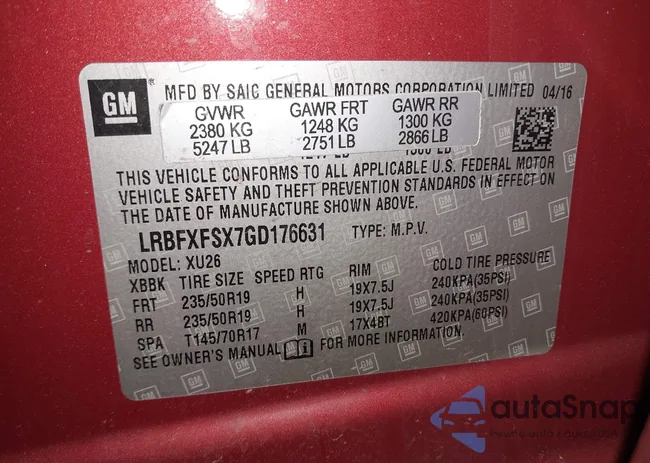 GM
MFD BY SAIC GENERAL MOTORS CORPORATION LIMITED 04/16
GVWR GAWR FRT GAWR RR
2380 KG 1248 KG 1300 KG
5247 LB 2751 LB 2866 LB
THIS VEHICLE CONFORMS TO ALL APPLICABLE U.S. FEDERAL MOTOR
VEHICLE SAFETY AND THEFT PREVENTION STANDARDS IN EFFECT ON
THE DATE OF MANUFACTURE SHOWN ABOVE.
LRBFXFSX7GD176631 TYPE: M.P.V.
MODEL: XU26
XBBK TIRE SIZE SPEED RTG RIM COLD TIRE PRESSURE
FRT 235/50R19 H 19X7.5J 240KPA(35PSI)
RR 235/50R19 H 19X7.5J 240KPA(35PSI)
SPA T145/70R17 M 17X4BT 420KPA(60PSI)
SEE OWNER'S MANUAL FOR MORE INFORMATION.
autaSnap